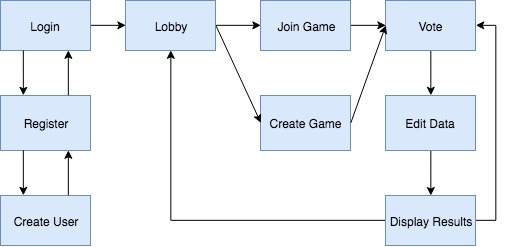 Login
Lobby
Join Game
Vote
Register
Create Game
Edit Data
Create User
Display Results